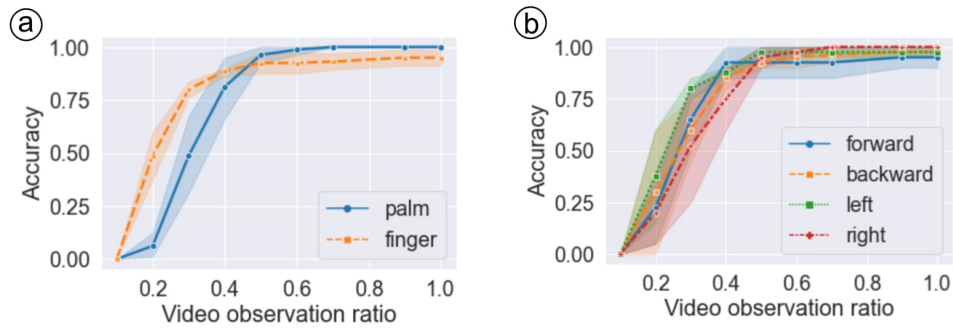 a
1.00
0.75
0.50
0.25
0.00
Accuracy
palm
finger
0.2 0.4 0.6 0.8 1.0
Video observation ratio
b
1.00
0.75
0.50
0.25
0.00
Accuracy
forward
backward
left
right
0.2 0.4 0.6 0.8 1.0
Video observation ratio